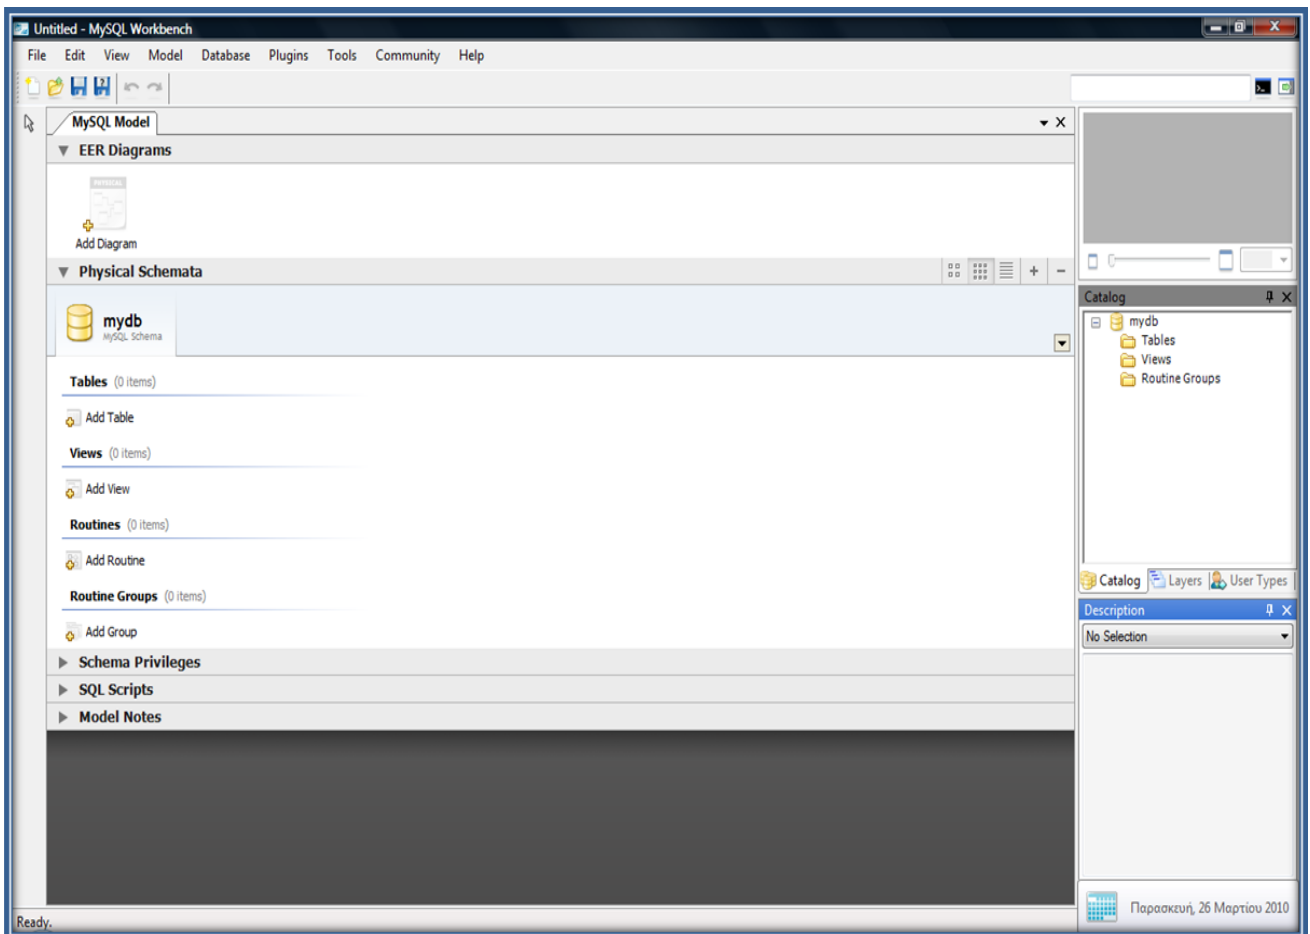 Untitled - MySQL Workbench
File Edit View Model Database Plugins Tools Community Help
MySQL Model
EER Diagrams
PHYSICAL
Add Diagram
Physical Schemata
mydb
MySQL Schema
Tables (0 items)
Add Table
Views (0 items)
Add View
Routines (0 items)
Add Routine
Routine Groups (0 items)
Add Group
Schema Privileges
SQL Scripts
Model Notes
Catalog
mydb
Tables
Views
Routine Groups
Catalog Layers User Types
Description
No Selection
Ready.
Παρασκευή, 26 Μαρτίου 2010